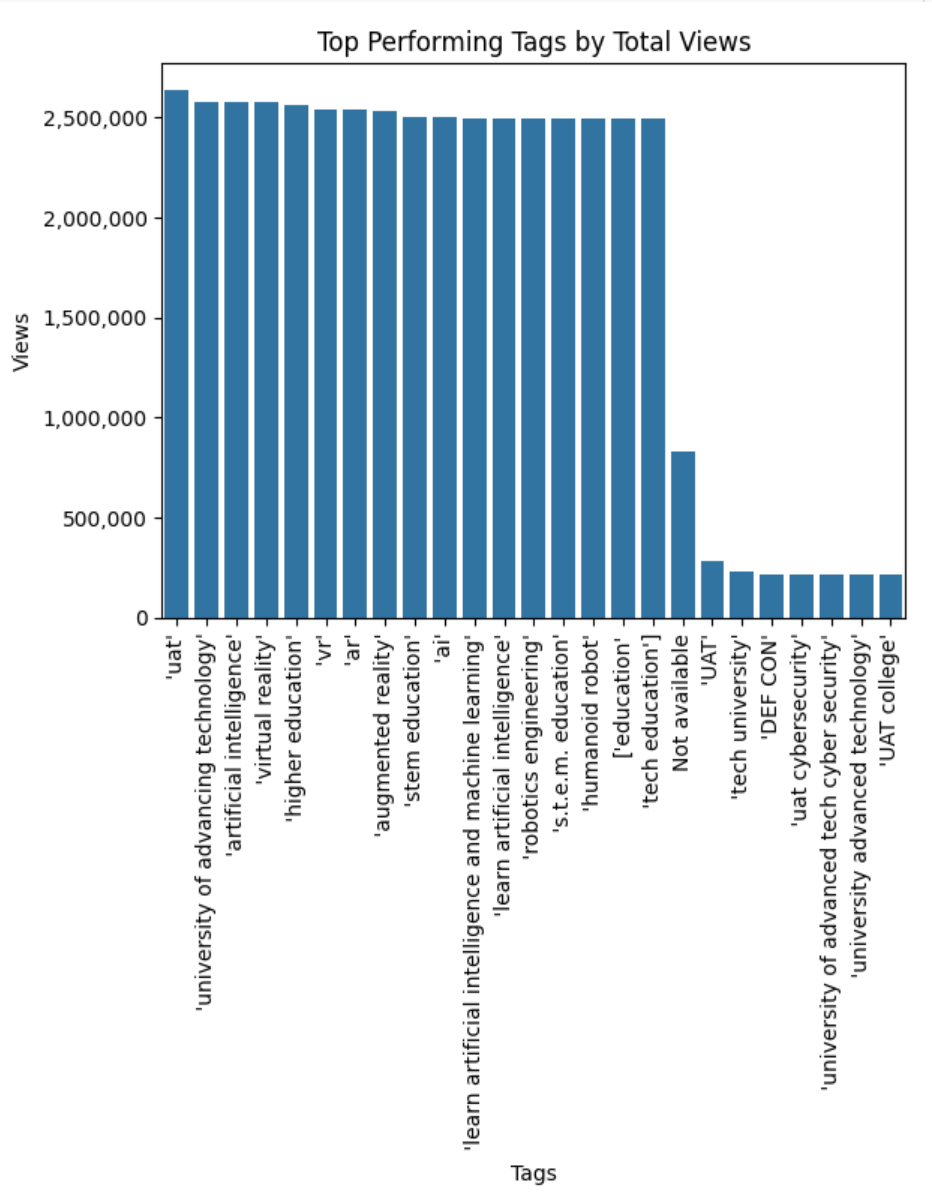 Top Performing Tags by Total Views
Views
2,500,000
2,000,000
1,500,000
1,000,000
500,000
0
'uat'
'university of advancing technology'
'artificial intelligence'
'virtual reality'
'higher education'
'vr'
'ar'
'augmented reality'
'stem education'
'ai'
'learn artificial intelligence and machine learning'
'learn artificial intelligence'
'robotics engineering'
's.t.e.m. education'
'humanoid robot'
['education'
'tech education']
Not available
'UAT'
'tech university'
'DEF CON'
'uat cybersecurity'
'university of advanced tech cyber security'
'university advanced technology'
'UAT college'
Tags